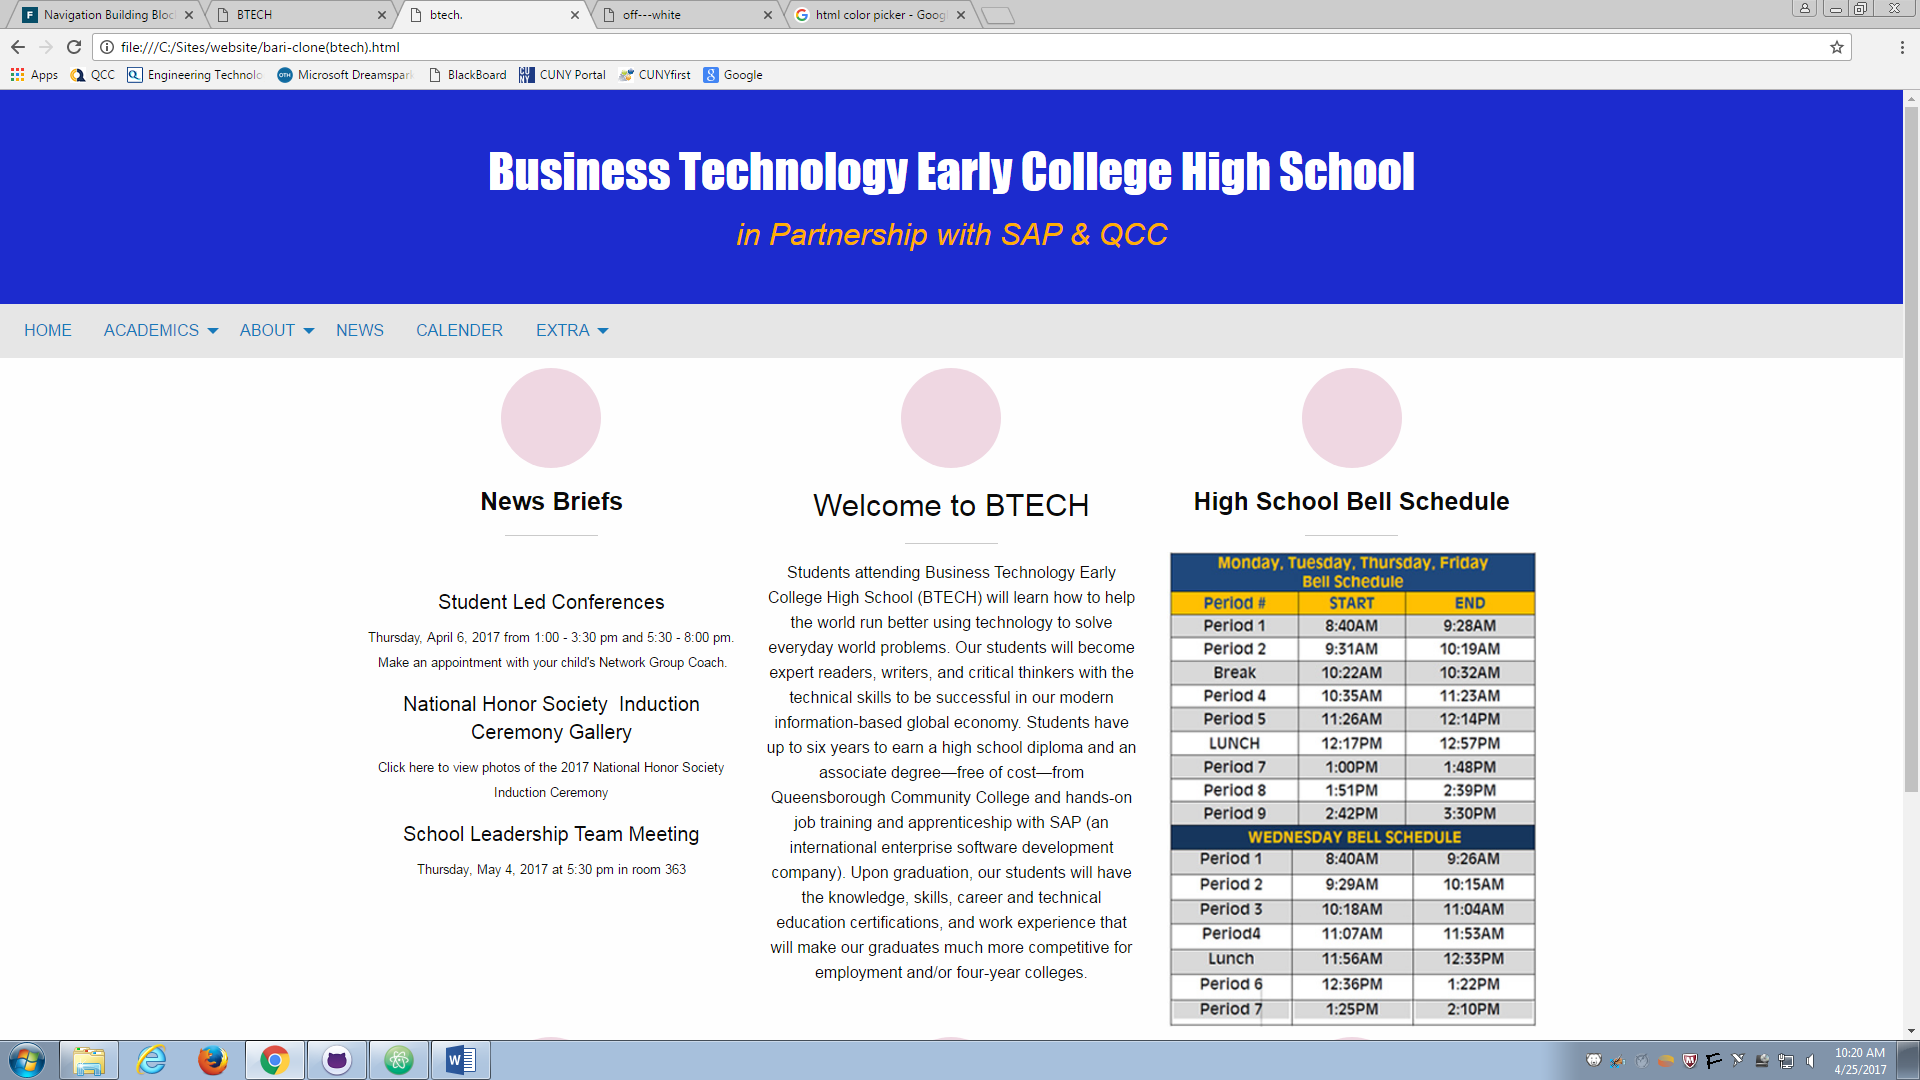 Navigation Building Bloc
BTECH
btech.
off---white
html color picker - Goog
file:///C:/Sites/website/bari-clone(btech).html
Apps QCC Engineering Technolo Microsoft Dreamspar BlackBoard CUNY Portal CUNYfirst Google
Business Technology Early College High School
in Partnership with SAP & QCC
HOME ACADEMICS ABOUT NEWS CALENDER EXTRA
News Briefs
Student Led Conferences
Thursday, April 6, 2017 from 1:00 - 3:30 pm and 5:30 - 8:00 pm.
Make an appointment with your child's Network Group Coach.
National Honor Society Induction
Ceremony Gallery
Click here to view photos of the 2017 National Honor Society
Induction Ceremony
School Leadership Team Meeting
Thursday, May 4, 2017 at 5:30 pm in room 363
Welcome to BTECH
Students attending Business Technology Early
College High School (BTECH) will learn how to help
the world run better using technology to solve
everyday world problems. Our students will become
expert readers, writers, and critical thinkers with the
technical skills to be successful in our modern
information-based global economy. Students have
up to six years to earn a high school diploma and an
associate degree—free of cost—from
Queensborough Community College and hands-on
job training and apprenticeship with SAP (an
international enterprise software development
company). Upon graduation, our students will have
the knowledge, skills, career and technical
education certifications, and work experience that
will make our graduates much more competitive for
employment and/or four-year colleges.
High School Bell Schedule
Monday, Tuesday, Thursday, Friday
Bell Schedule
Period # START END
Period 1 8:40AM 9:28AM
Period 2 9:31AM 10:19AM
Break 10:22AM 10:32AM
Period 4 10:35AM 11:23AM
Period 5 11:26AM 12:14PM
LUNCH 12:17PM 12:57PM
Period 7 1:00PM 1:48PM
Period 8 1:51PM 2:39PM
Period 9 2:42PM 3:30PM
WEDNESDAY BELL SCHEDULE
Period 1 8:40AM 9:26AM
Period 2 9:29AM 10:15AM
Period 3 10:18AM 11:04AM
Period4 11:07AM 11:53AM
Lunch 11:56AM 12:33PM
Period 6 12:36PM 1:22PM
Period 7 1:25PM 2:10PM
10:20 AM
4/25/2017